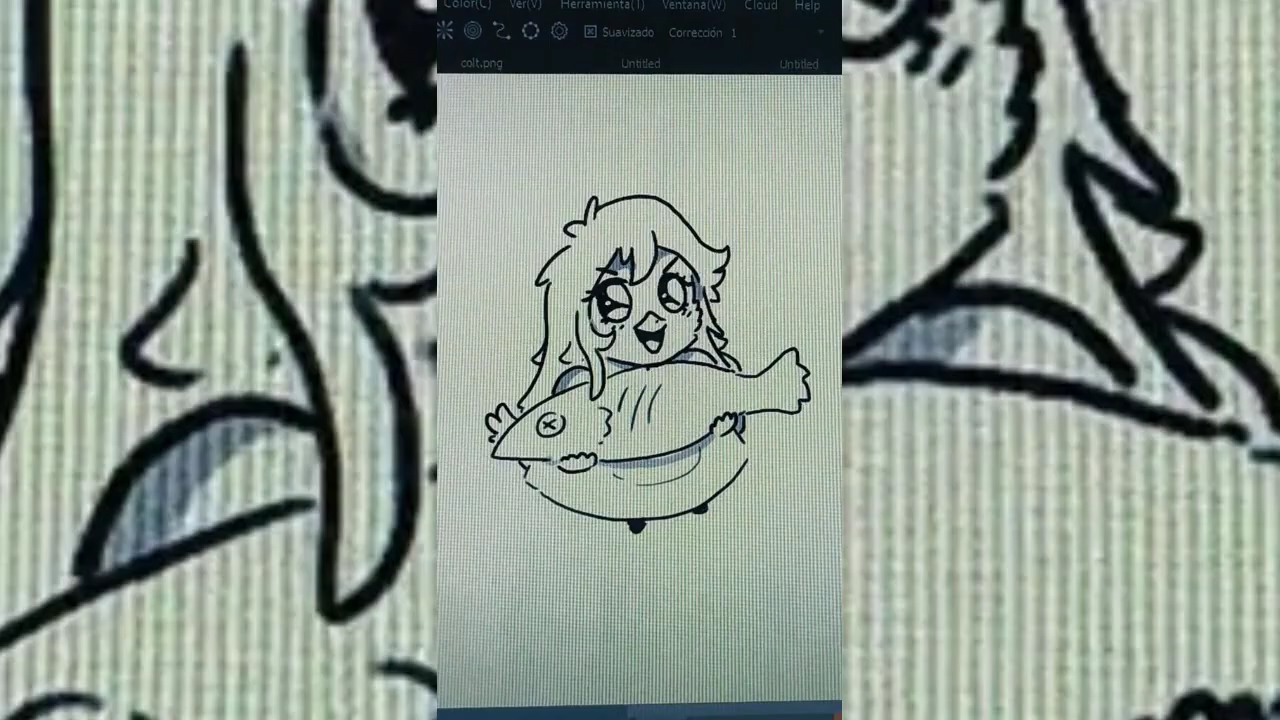 Color(C) Ver(V) Herramienta(T) Ventana(W) Cloud Help
Suavizado Corrección 1
colt.png Untitled Untitled